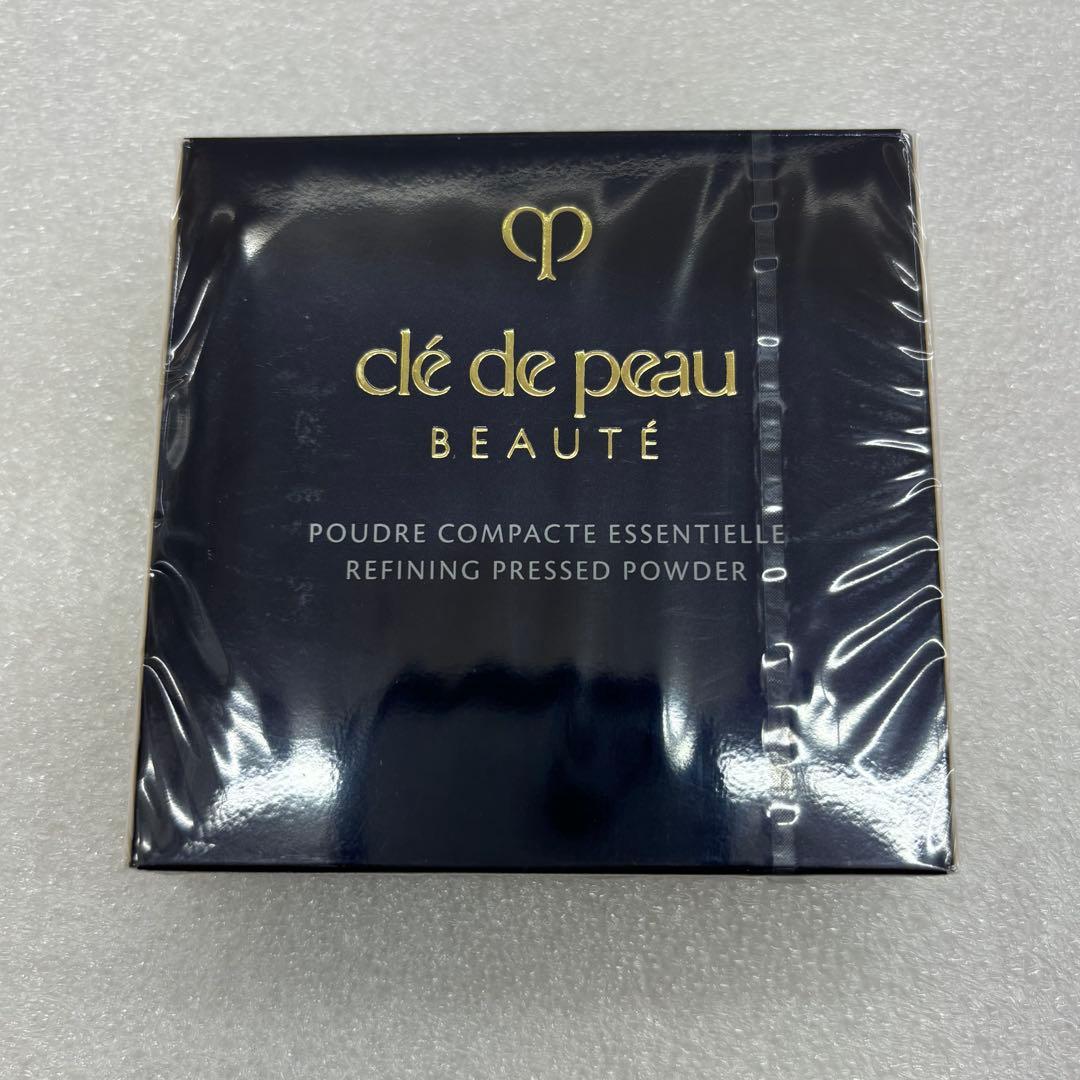 clé de peau
BEAUTÉ
POUDRE COMPACTE ESSENTIELLE
REFINING PRESSED POWDER